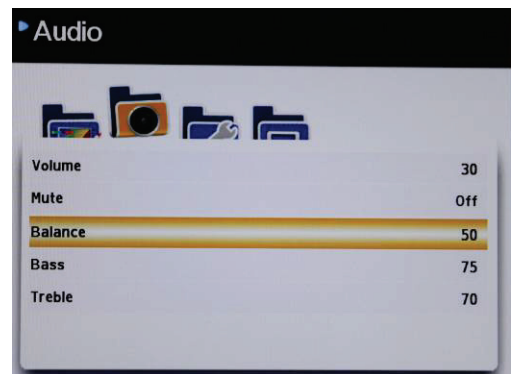 Audio
Volume 30
Mute Off
Balance 50
Bass 75
Treble 70